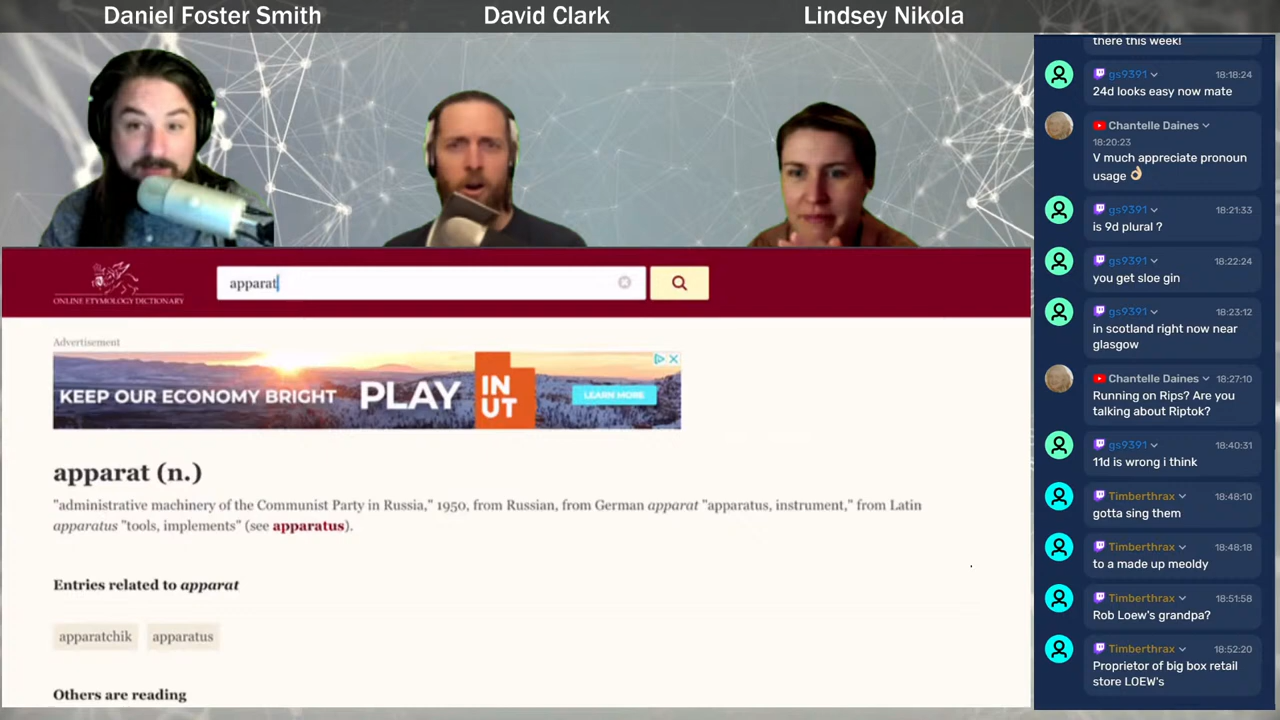 Daniel Foster Smith
David Clark
Lindsey Nikola
ONLINE ETYMOLOGY DICTIONARY
apparat
Advertisement
KEEP OUR ECONOMY BRIGHT
PLAY
IN
UT
LEARN MORE
apparat (n.)
"administrative machinery of the Communist Party in Russia," 1950, from Russian, from German apparat "apparatus, instrument," from Latin
apparatus "tools, implements" (see apparatus).
Entries related to apparat
apparatchik
apparatus
Others are reading
there this week!
gs9391
18:18:24
24d looks easy now mate
Chantelle Daines
18:20:23
V much appreciate pronoun
usage 👌🏼
gs9391
18:21:33
is 9d plural ?
gs9391
18:22:24
you get sloe gin
gs9391
18:23:12
in scotland right now near
glasgow
Chantelle Daines
18:27:10
Running on Rips? Are you
talking about Riptok?
gs9391
18:40:31
11d is wrong i think
Timberthrax
18:48:10
gotta sing them
Timberthrax
18:48:18
to a made up meoldy
Timberthrax
18:51:58
Rob Loew's grandpa?
Timberthrax
18:52:20
Proprietor of big box retail
store LOEW's